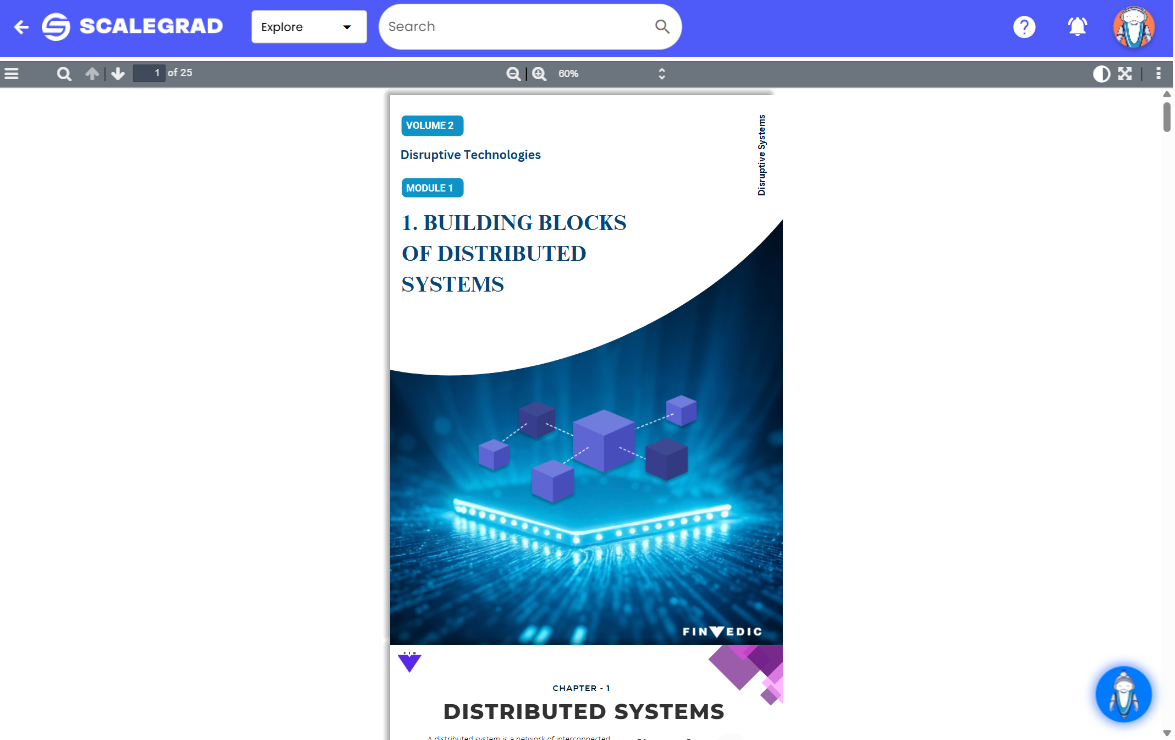 SCALEGRAD
Explore
Search
1 of 25
60%
VOLUME 2
Disruptive Technologies
MODULE 1
Disruptive Systems
1. BUILDING BLOCKS
OF DISTRIBUTED
SYSTEMS
FINVEDIC
CHAPTER - 1
DISTRIBUTED SYSTEMS
A distributed system is a network of interconnected